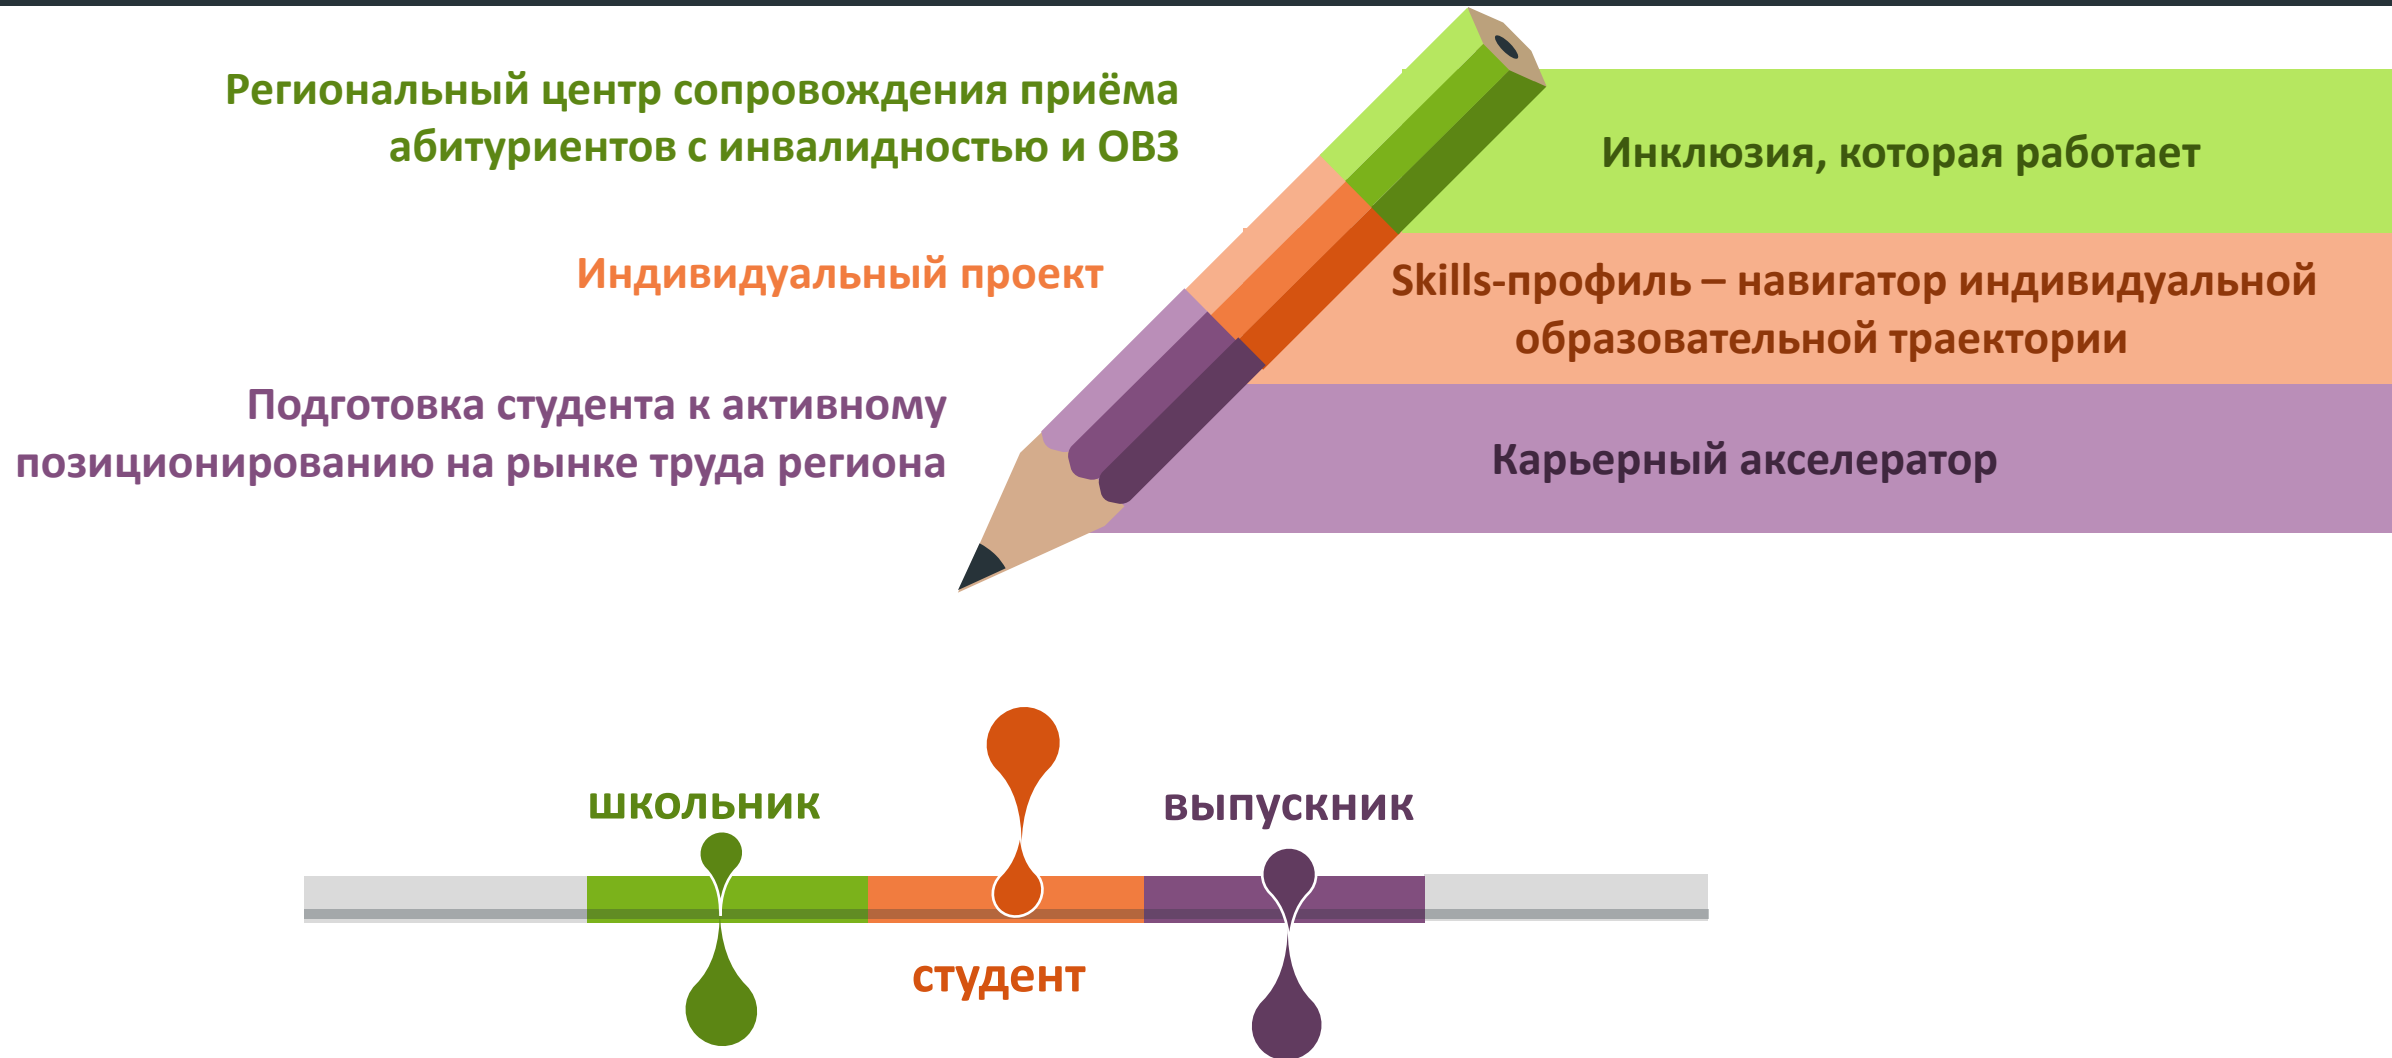 Региональный центр сопровождения приёма
абитуриентов с инвалидностью и ОВЗ
Инклюзия, которая работает
Индивидуальный проект
Skills-профиль – навигатор индивидуальной
образовательной траектории
Подготовка студента к активному
позиционированию на рынке труда региона
Карьерный акселератор
школьник
выпускник
студент